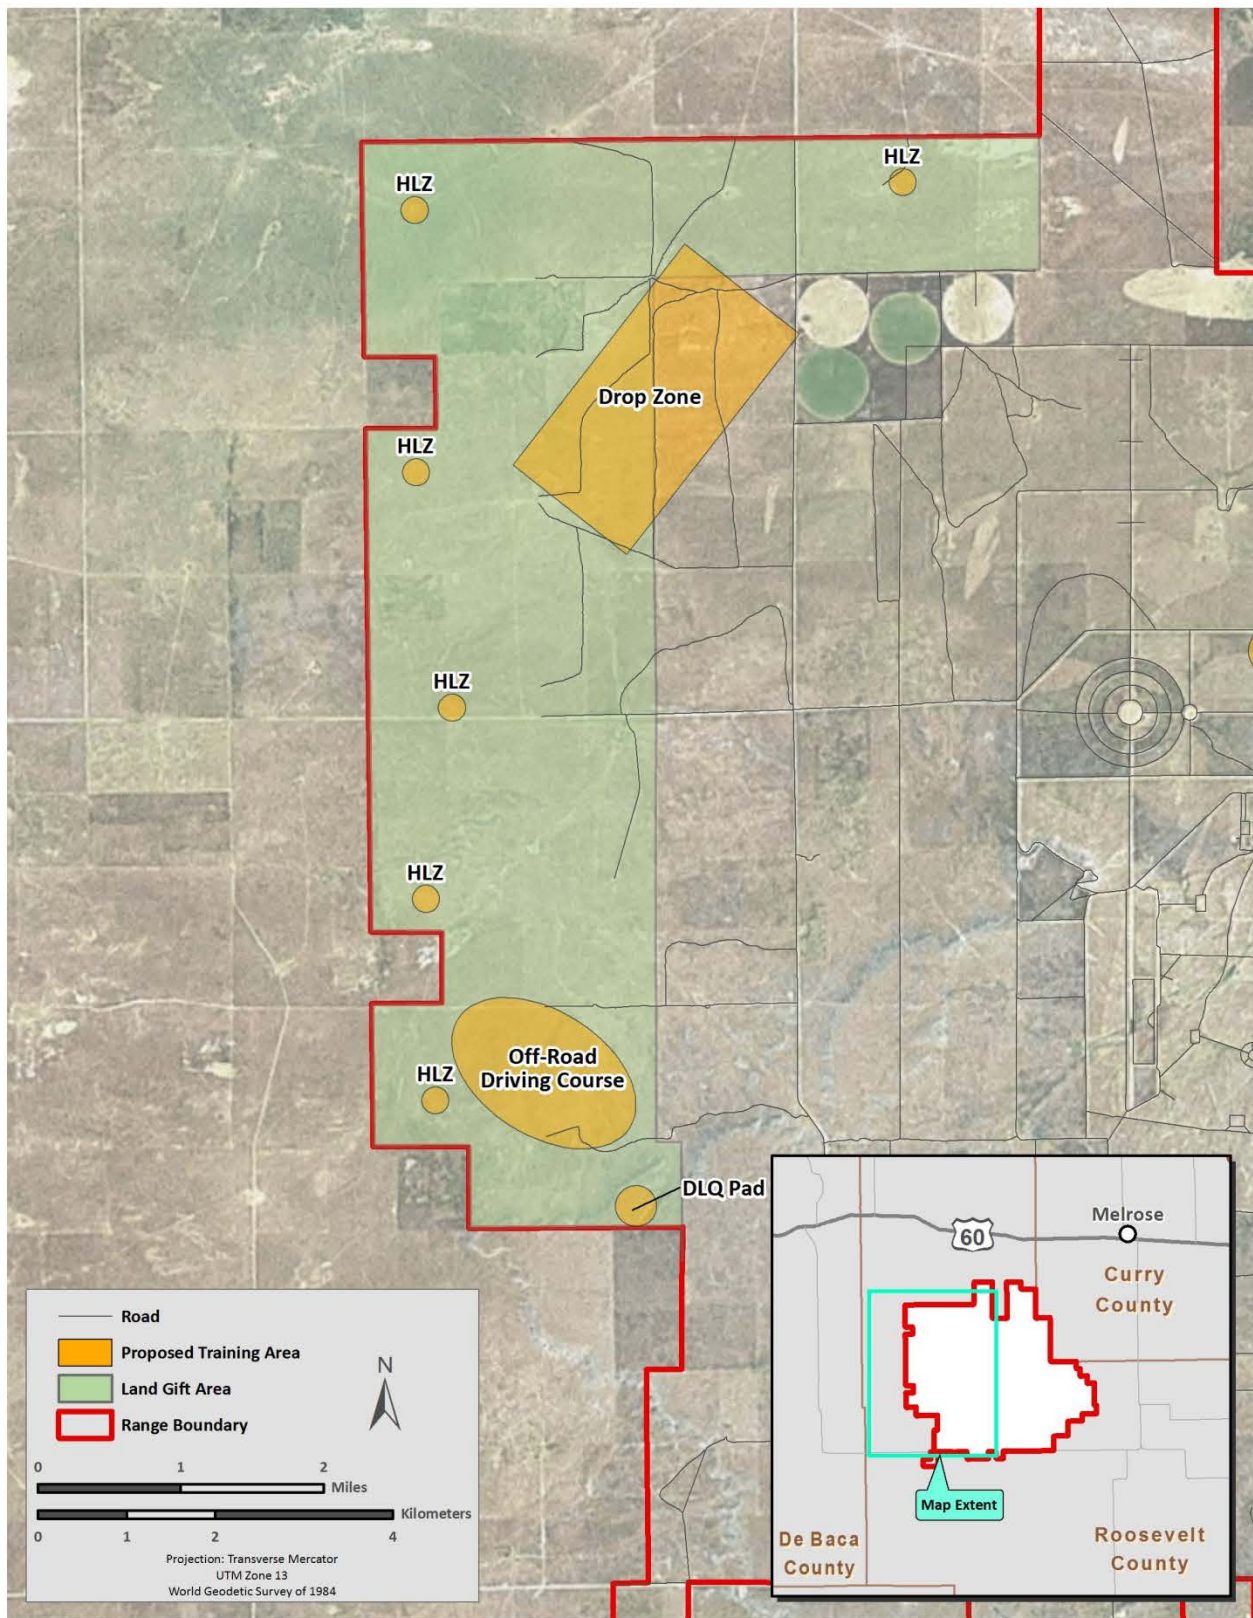 HLZ
HLZ
Drop Zone
HLZ
HLZ
HLZ
Off-Road
Driving Course
HLZ
DLQ Pad
Road
Proposed Training Area
Land Gift Area
Range Boundary
N
0 1 2
Miles
Kilometers
0 1 2 4
Projection: Transverse Mercator
UTM Zone 13
World Geodetic Survey of 1984
Melrose
60
Curry
County
Map Extent
De Baca
County
Roosevelt
County